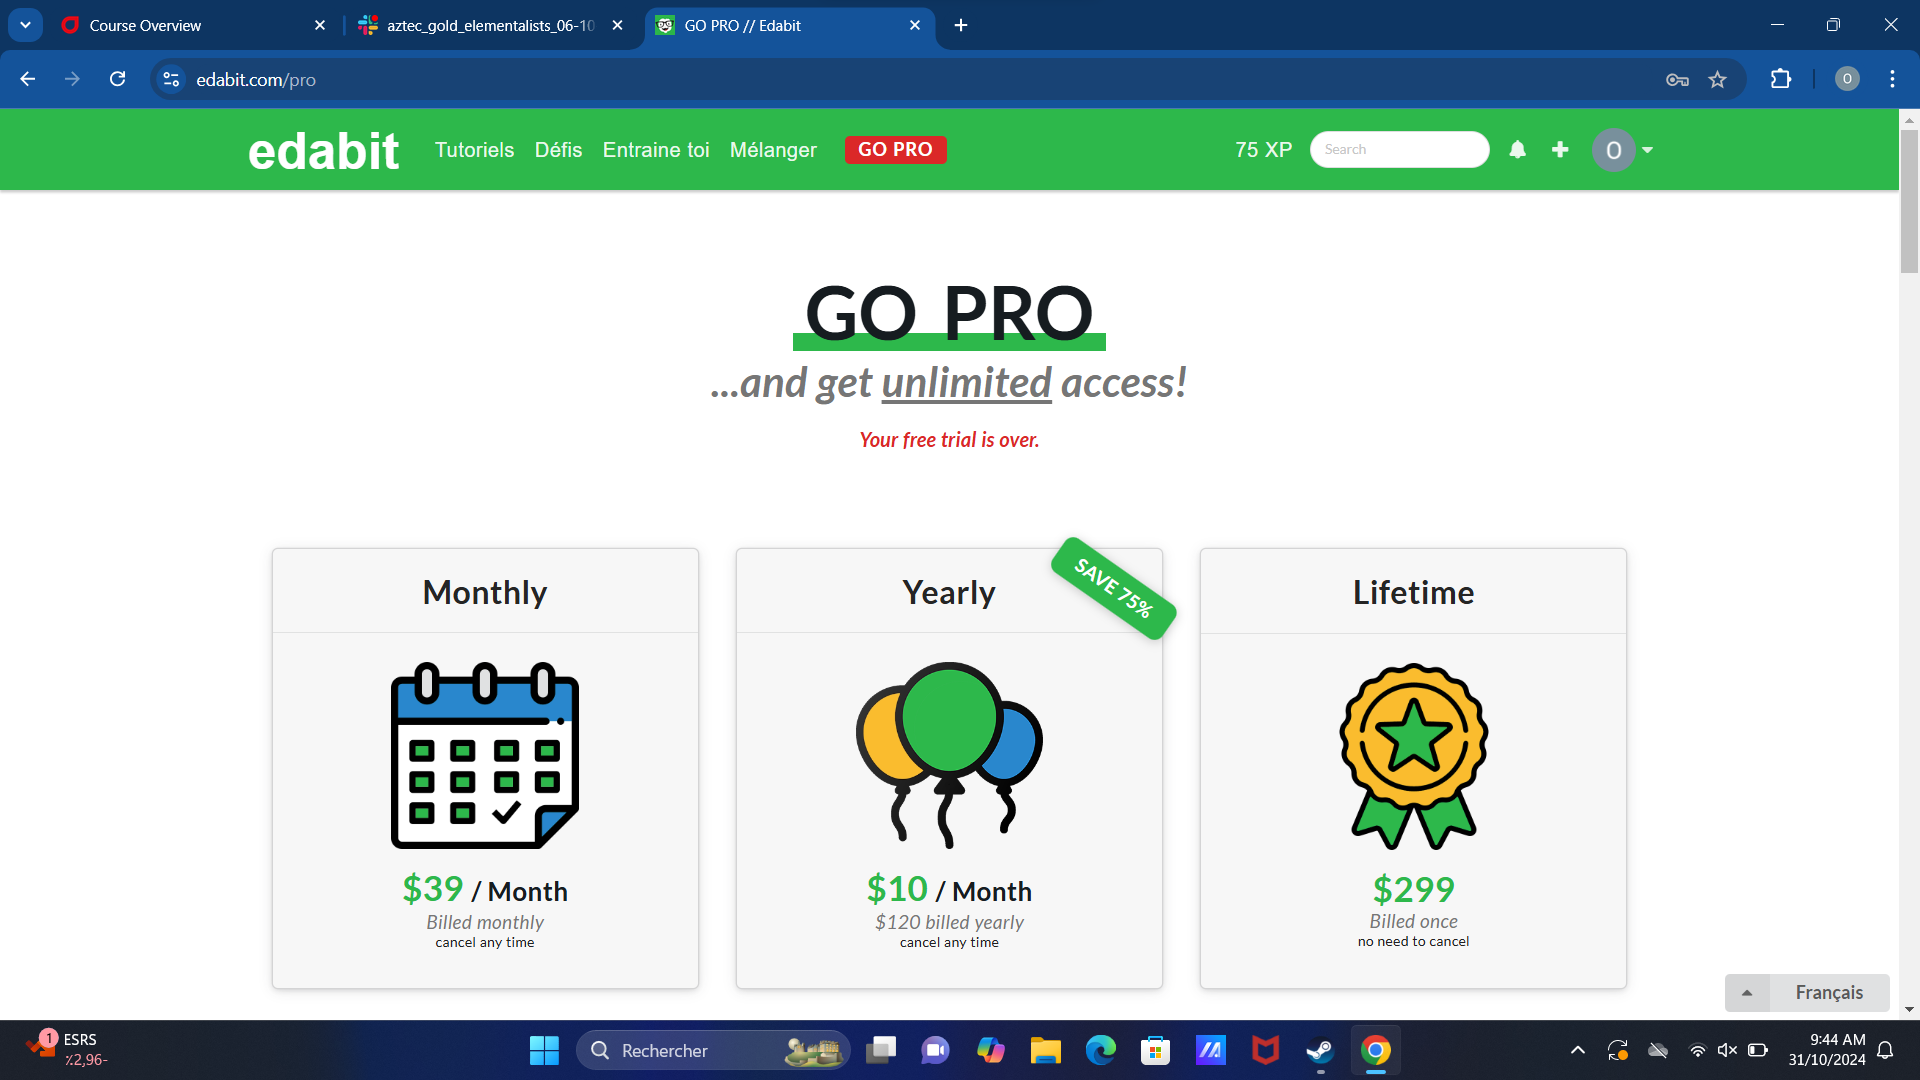 Course Overview
aztec_gold_elementalists_06-10
GO PRO // Edabit
edabit.com/pro
O
edabit
Tutoriels
Défis
Entraine toi
Mélanger
GO PRO
75 XP
Search
O
GO PRO
...and get unlimited access!
Your free trial is over.
Monthly
$39 / Month
Billed monthly
cancel any time
Yearly
SAVE 75%
$10 / Month
$120 billed yearly
cancel any time
Lifetime
$299
Billed once
no need to cancel
Français
1
ESRS
٪2,96-
Rechercher
9:44 AM
31/10/2024